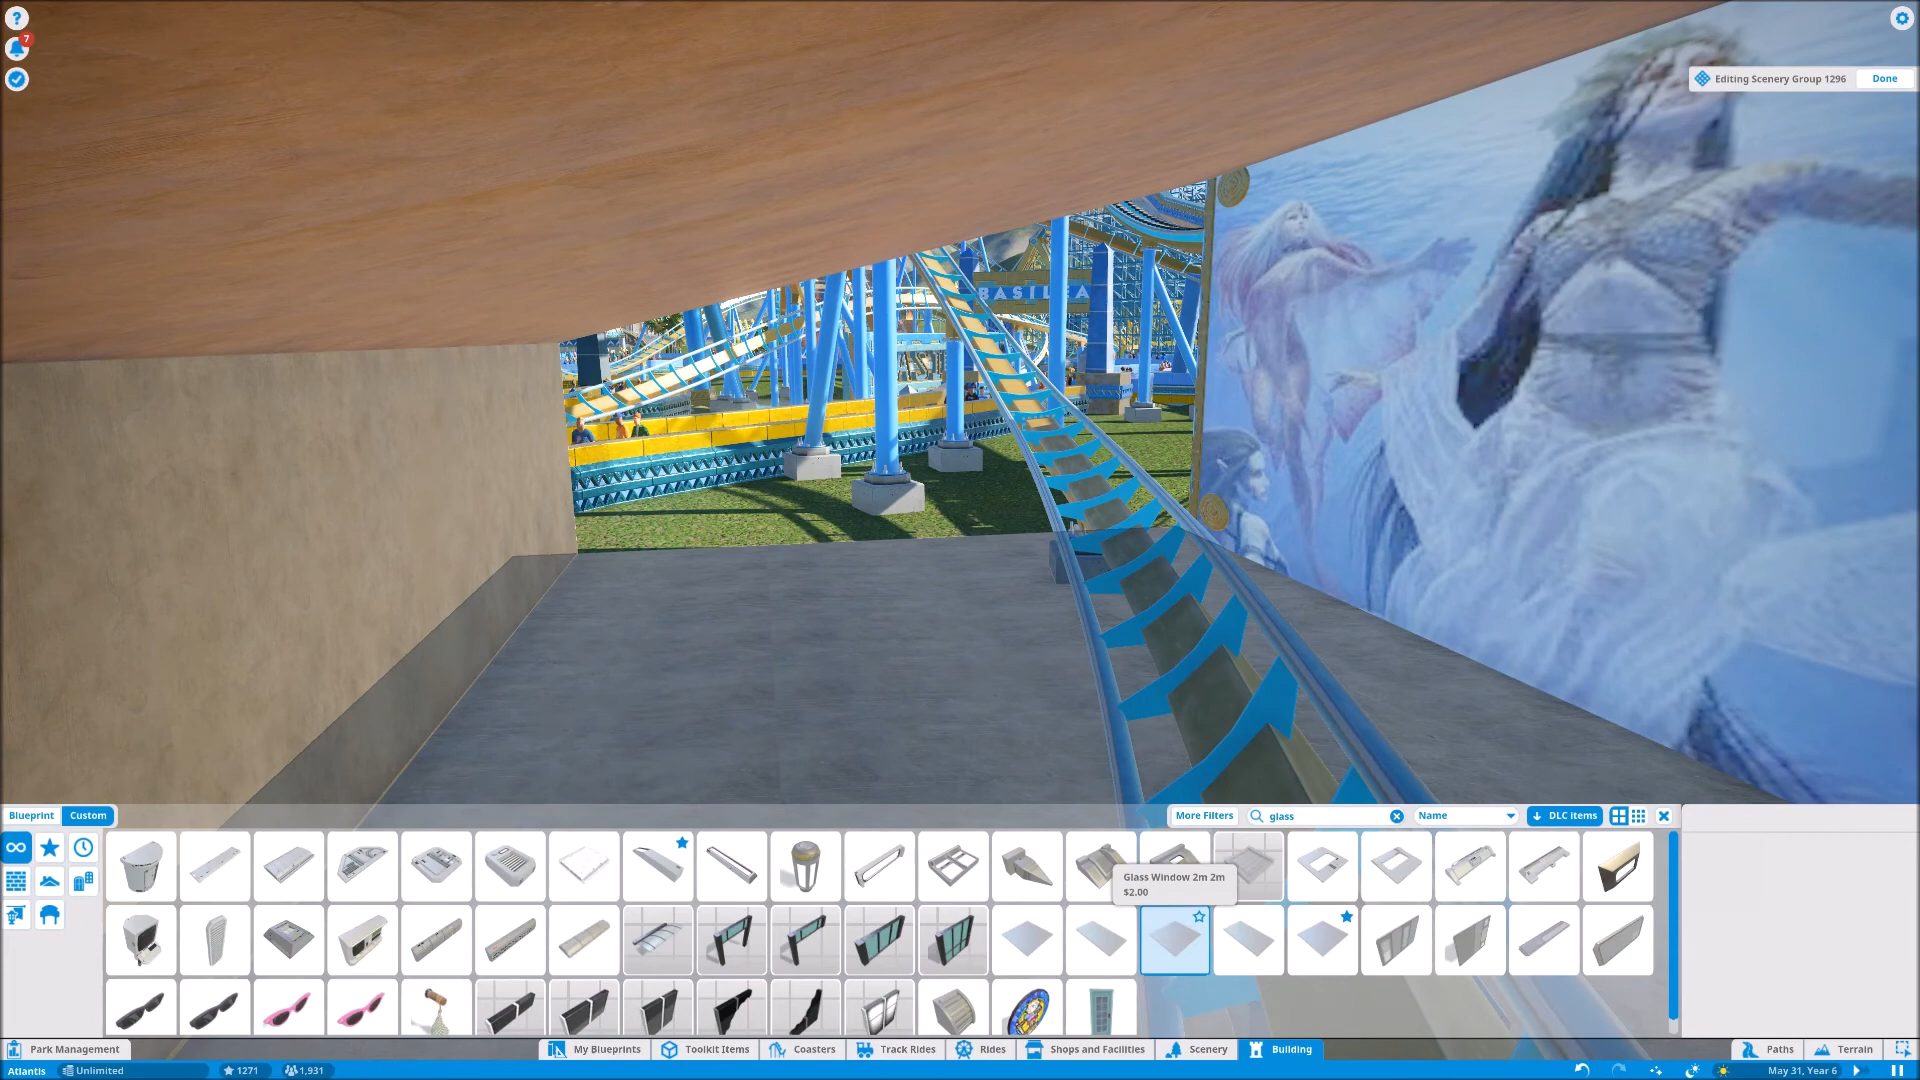 ?
7
Editing Scenery Group 1296
Done
BASILEA
Blueprint
Custom
More Filters
glass
Name
DLC items
Glass Window 2m 2m
$2.00
Park Management
My Blueprints
Toolkit Items
Coasters
Track Rides
Rides
Shops and Facilities
Scenery
Building
Paths
Terrain
Atlantis
Unlimited
1271
1,931
May 31, Year 6